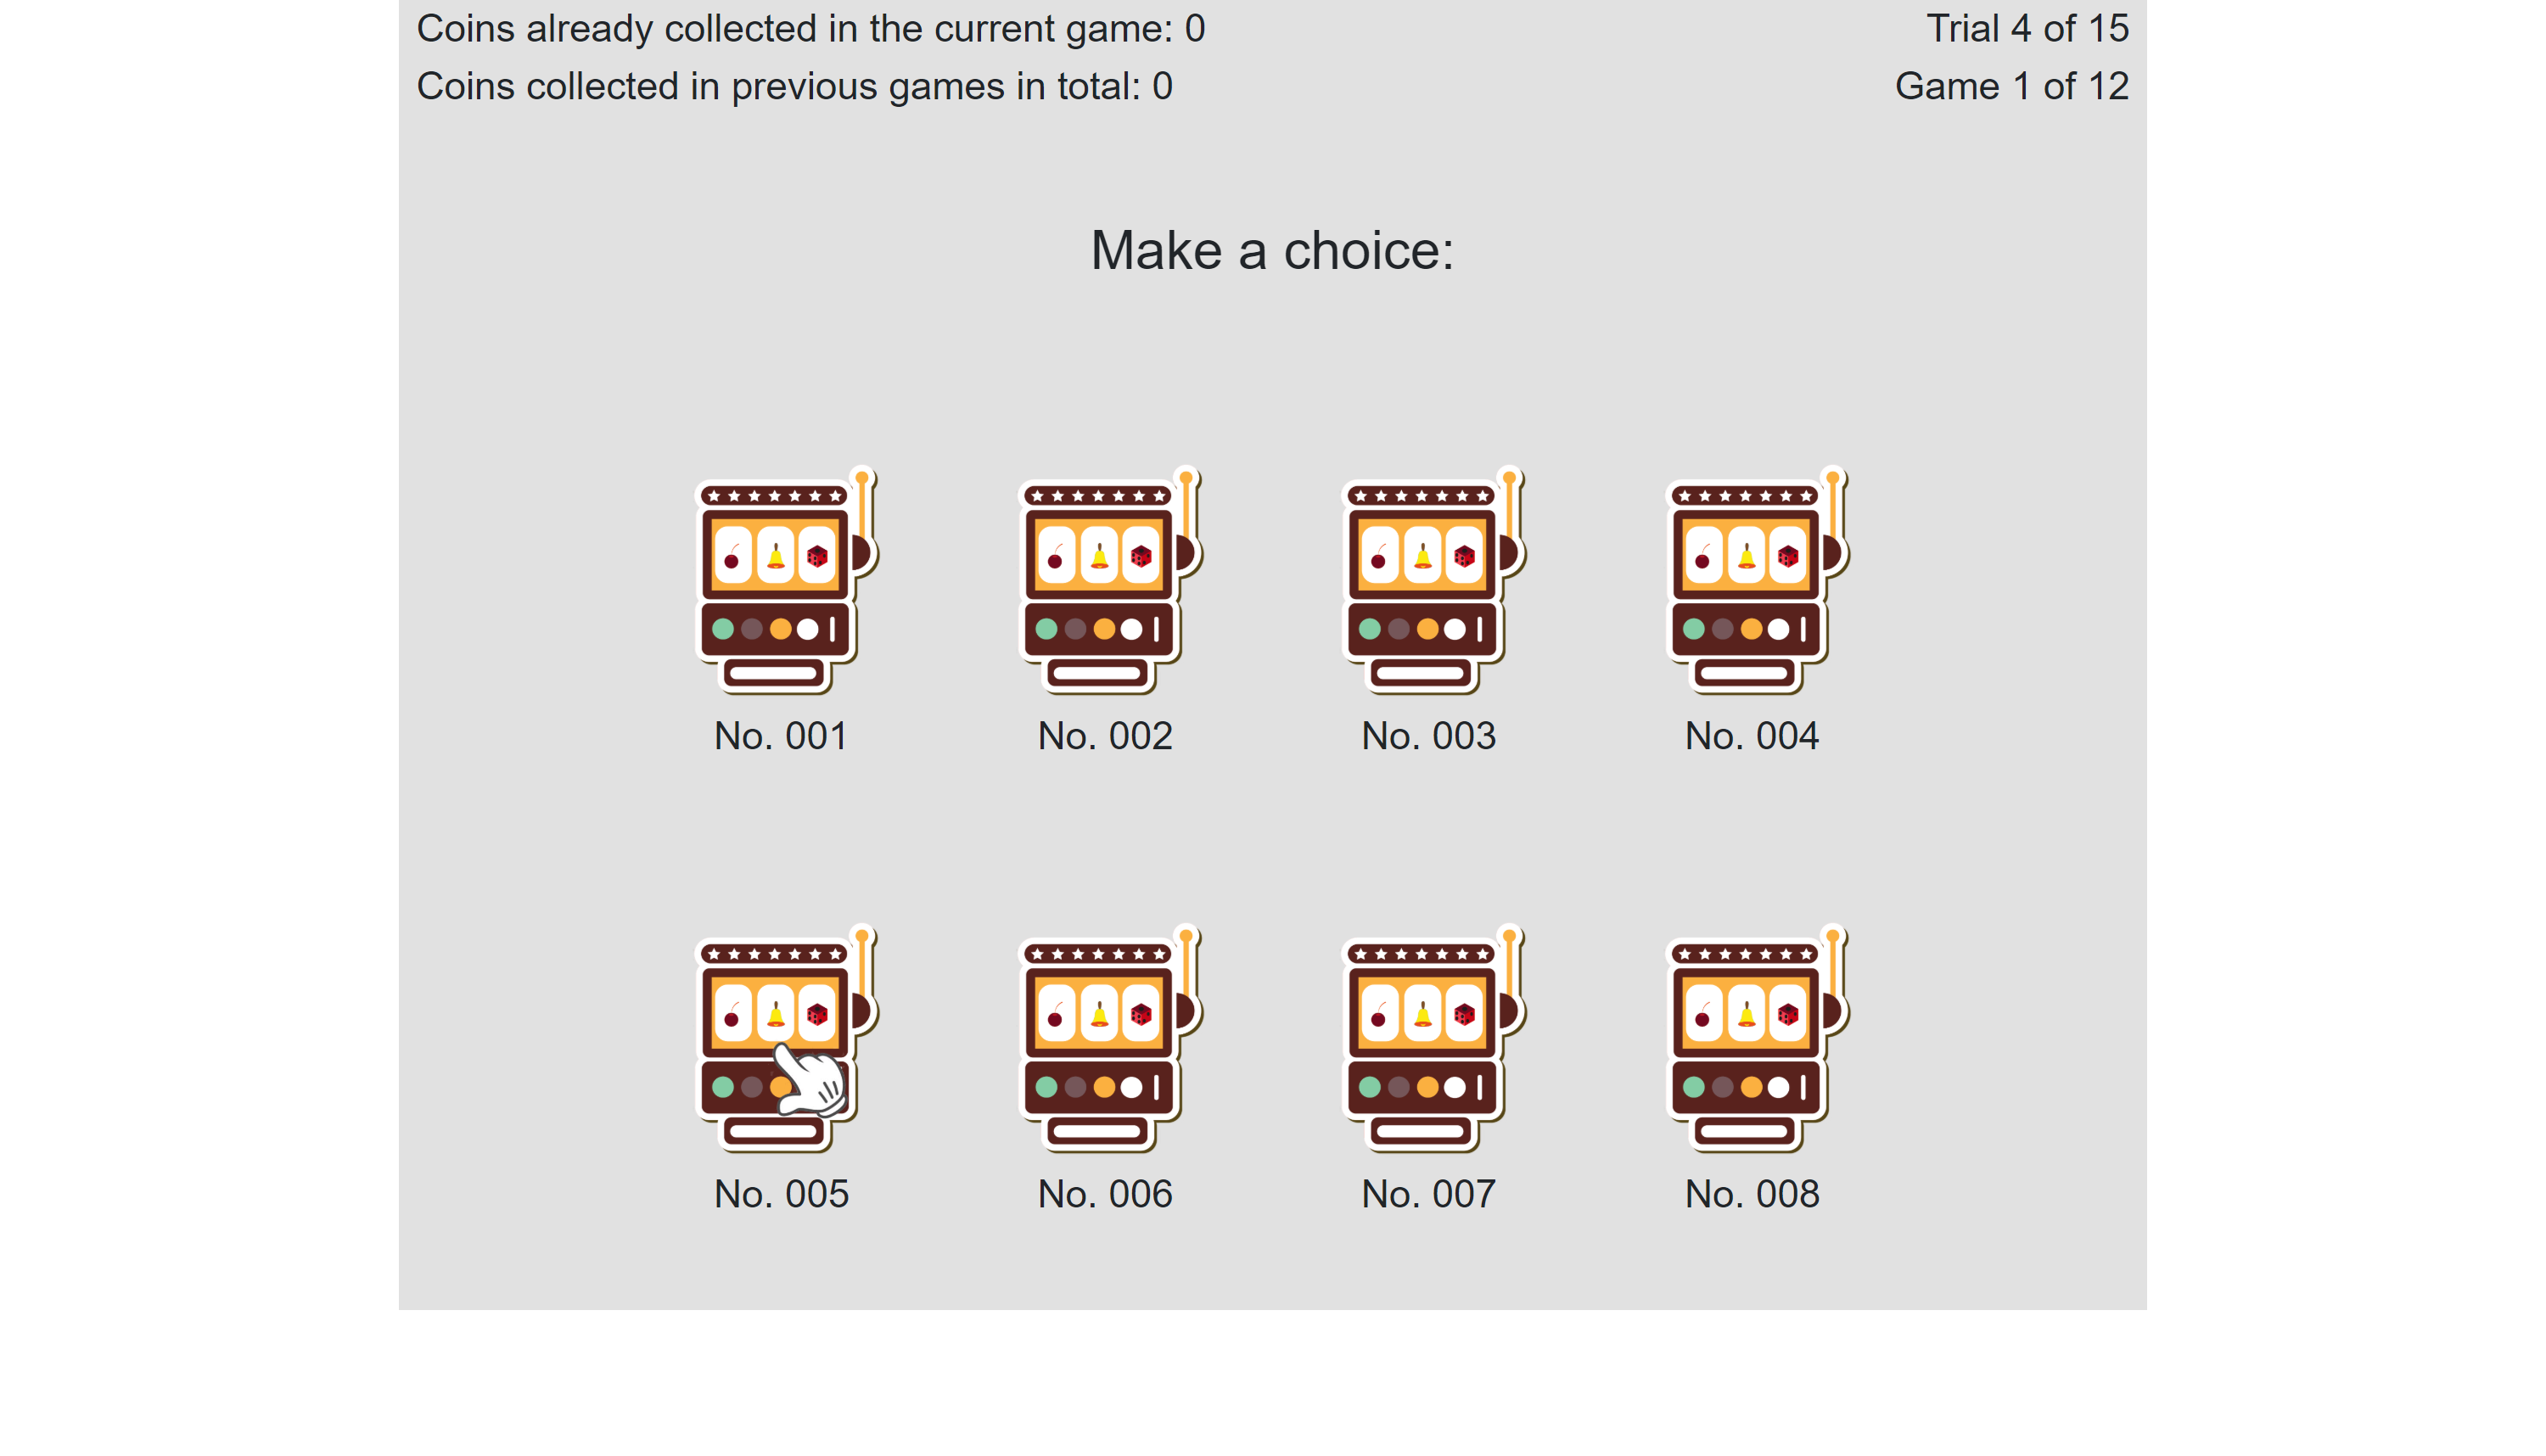 Coins already collected in the current game: 0
Trial 4 of 15
Coins collected in previous games in total: 0
Game 1 of 12
Make a choice:
No. 001
No. 002
No. 003
No. 004
No. 005
No. 006
No. 007
No. 008